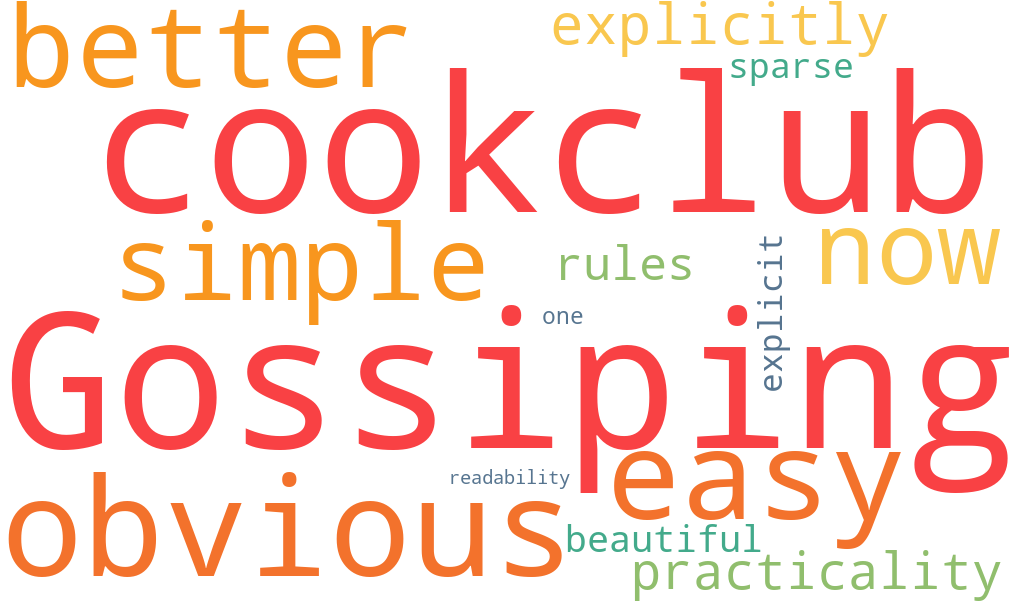 better
explicitly
sparse
cookclub
simple
rules
explicit
now
one
Gossiping
easy
readability
obvious
beautiful
practicality